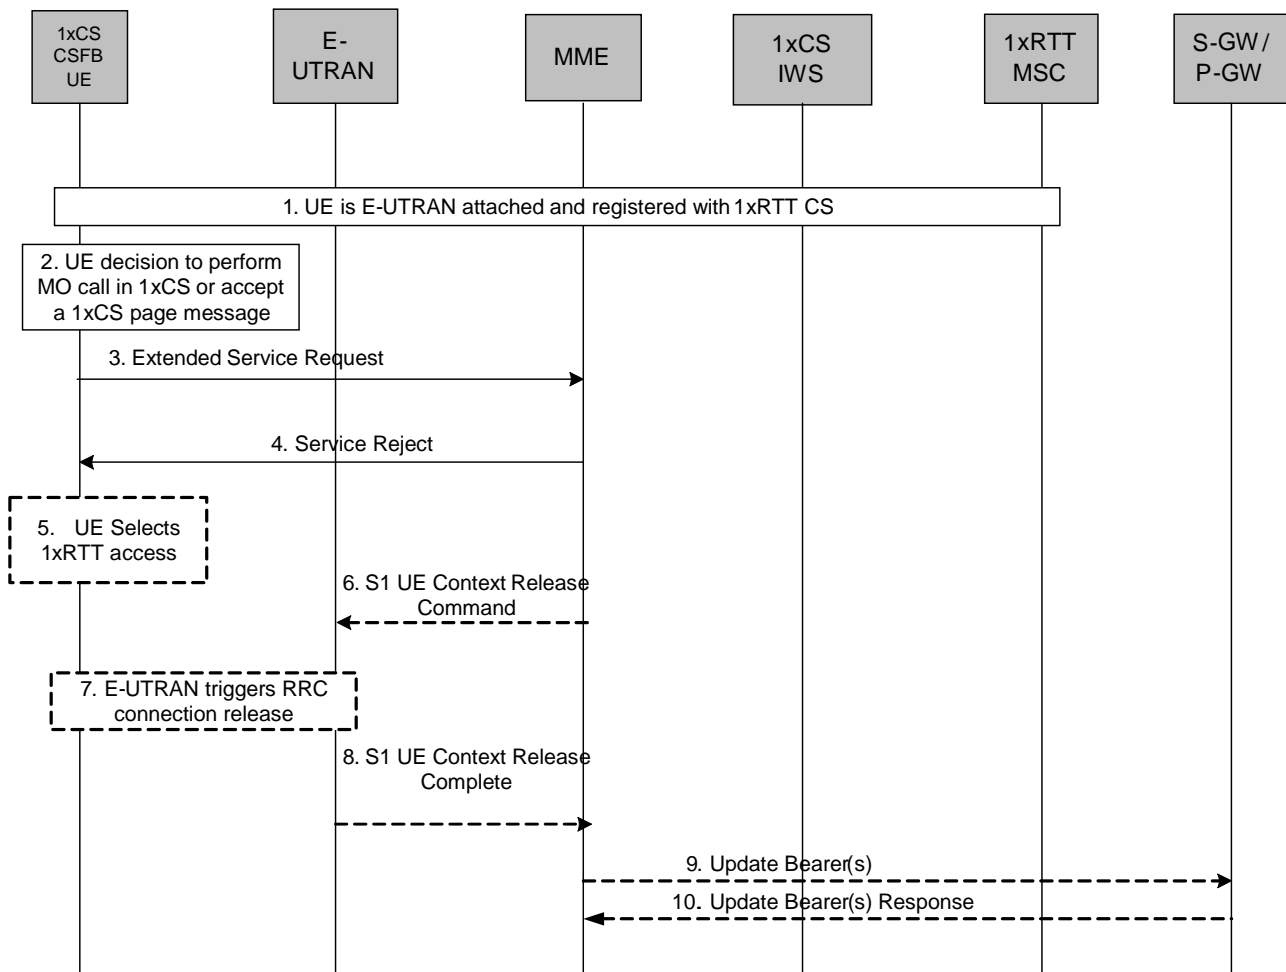 1xCS
CSFB
UE
E-
UTRAN
MME
1xCS
IWS
1xRTT
MSC
S-GW/
P-GW
1. UE is E-UTRAN attached and registered with 1xRTT CS
2. UE decision to perform
MO call in 1xCS or accept
a 1xCS page message
3. Extended Service Request
4. Service Reject
5. UE Selects
1xRTT access
6. S1 UE Context Release
Command
7. E-UTRAN triggers RRC
connection release
8. S1 UE Context Release
Complete
9. Update Bearer(s)
10. Update Bearer(s) Response